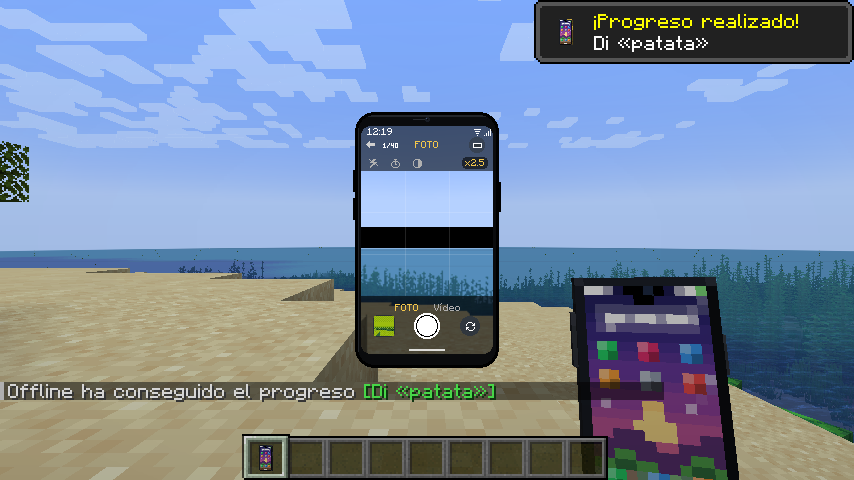 ¡Progreso realizado!
Di «patata»
12:19
1/40 FOTO
x2.5
FOTO Vídeo
Offline ha conseguido el progreso [Di «patata»]